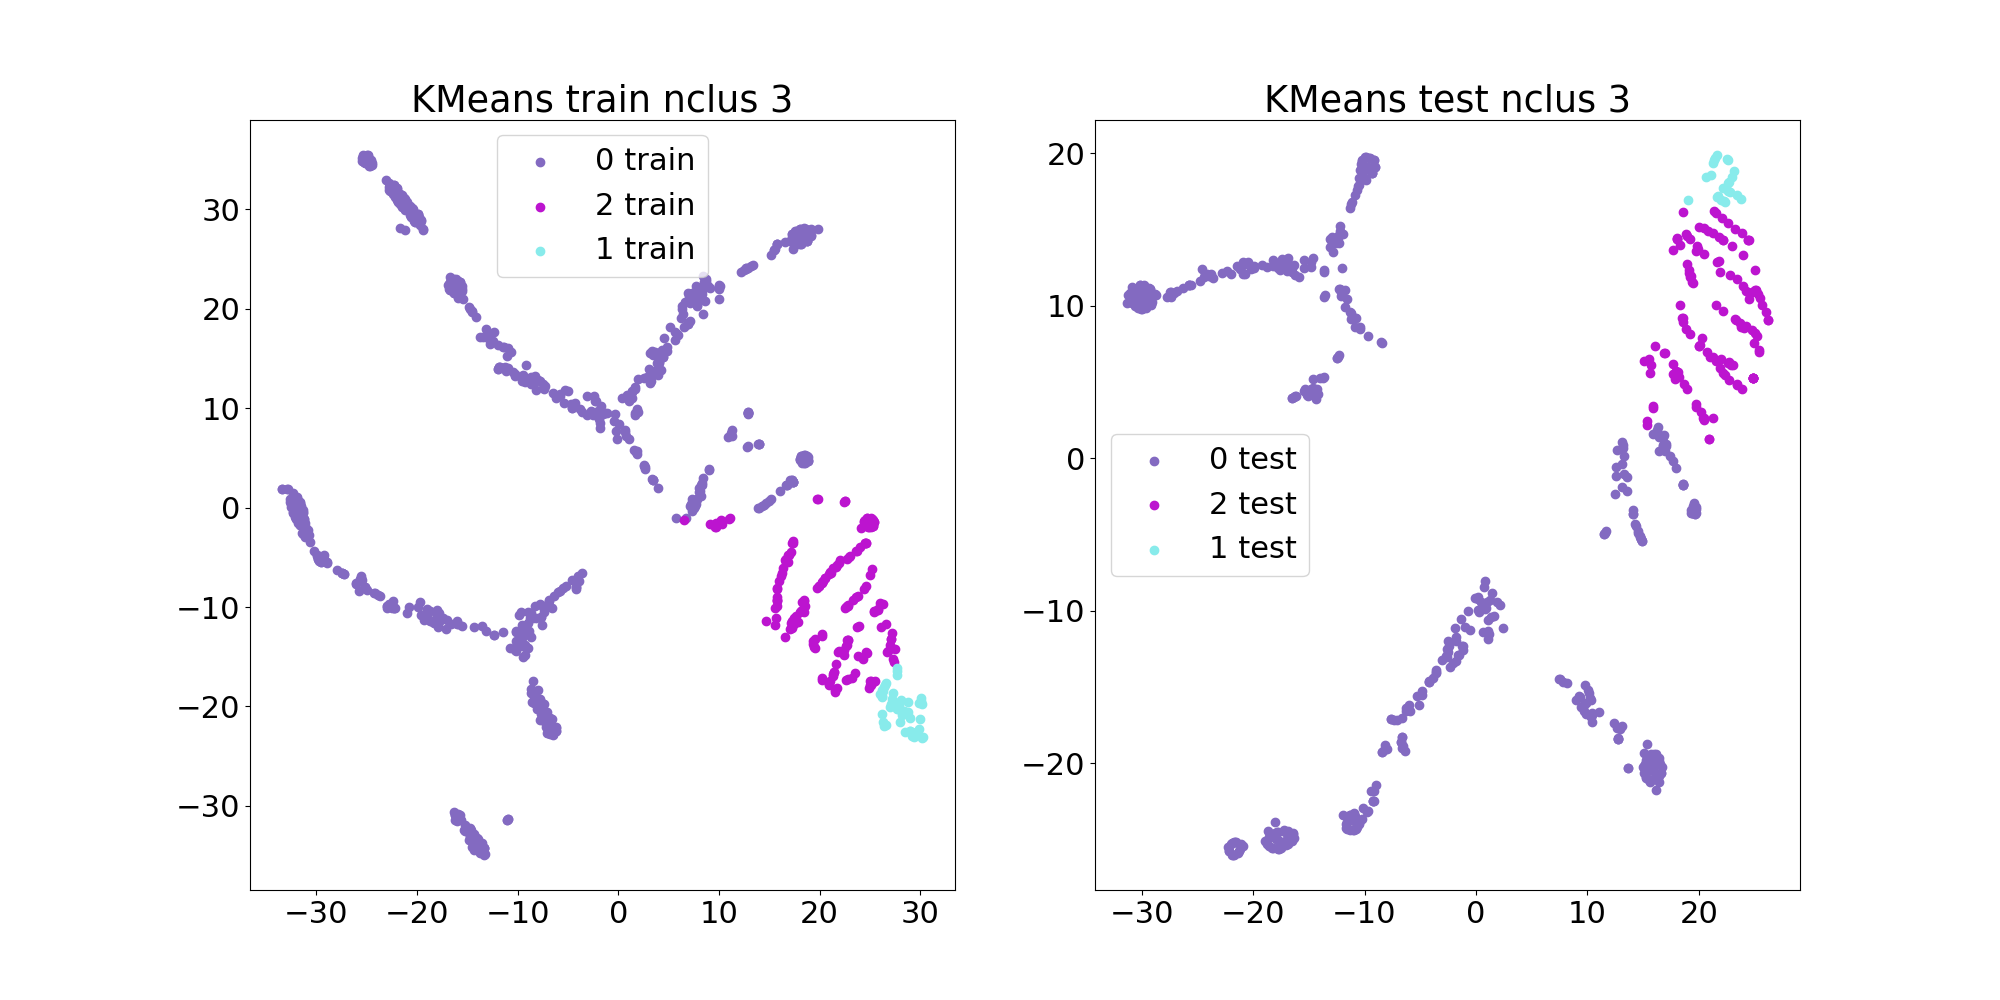 KMeans train nclus 3
0 train
2 train
1 train
30
20
10
0
−10
−20
−30
−30 −20 −10 0 10 20 30
KMeans test nclus 3
20
10
0
−10
−20
0 test
2 test
1 test
−30 −20 −10 0 10 20